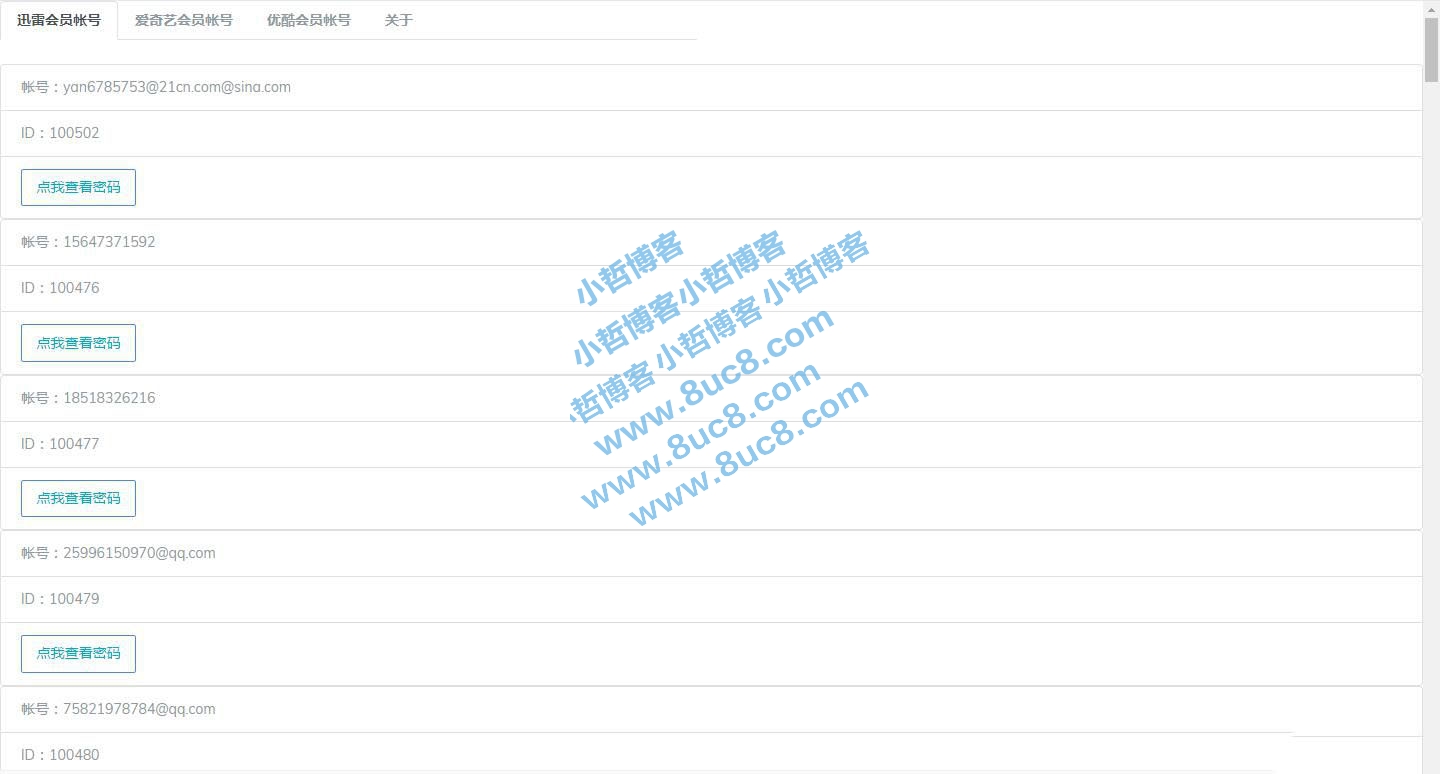 迅雷会员帐号 爱奇艺会员帐号 优酷会员帐号 关于
帐号：yan6785753@21cn.com@sina.com
ID：100502
点我查看密码
帐号：15647371592
ID：100476
点我查看密码
帐号：18518326216
ID：100477
点我查看密码
帐号：25996150970@qq.com
ID：100479
点我查看密码
帐号：75821978784@qq.com
ID：100480
小哲博客
小哲博客小哲博客
哲博客小哲博客小哲博客
www.8uc8.com
www.8uc8.com
www.8uc8.com